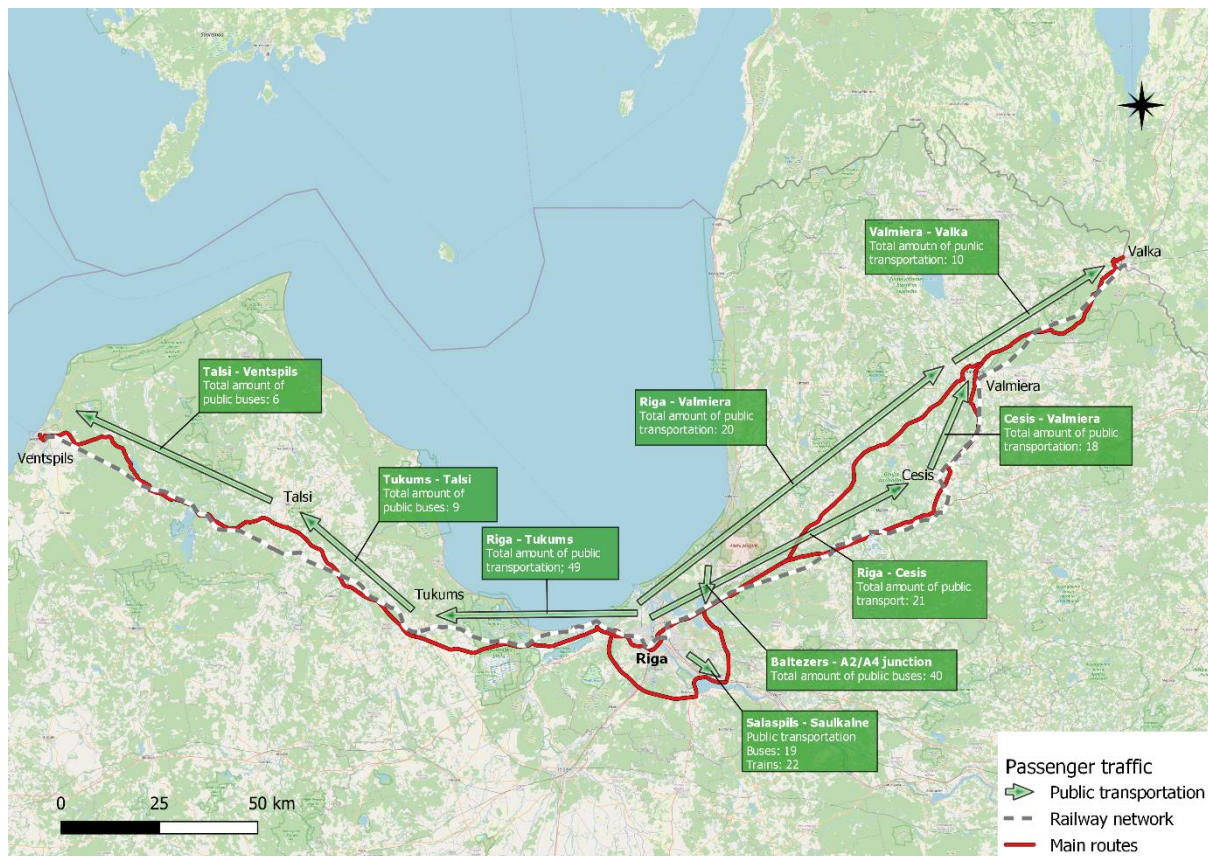 Valmiera - Valka
Total amoutn of punlic
transportation: 10
Valka
Talsi - Ventspils
Total amount of
public buses: 6
Riga - Valmiera
Total amount of public
transportation: 20
Valmiera
Cesis - Valmiera
Total amount of public
transportation: 18
Ventspils
Talsi
Tukums - Talsi
Total amount of
public buses: 9
Cesis
Riga - Tukums
Total amount of public
transportation; 49
Tukums
Riga - Cesis
Total amount of public
transport: 21
Riga
Baltezers - A2/A4 junction
Total amount of public buses: 40
Salaspils - Saulkalne
Public transportation
Buses: 19
Trains: 22
0 25 50 km
Passenger traffic
Public transportation
Railway network
Main routes